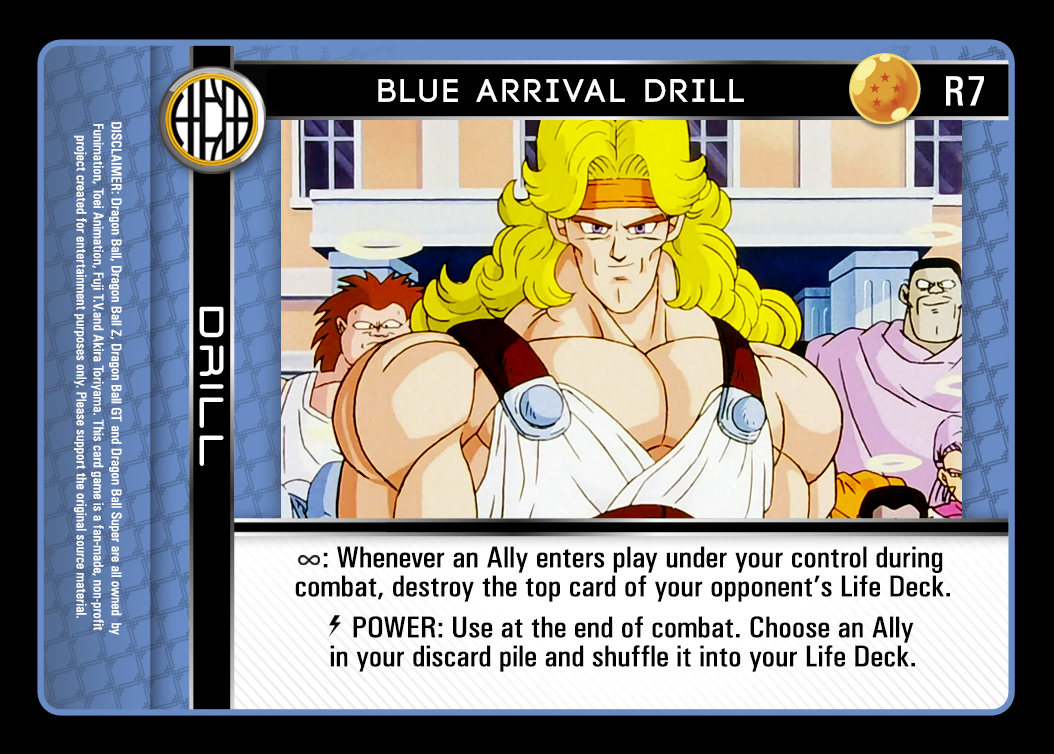 BLUE ARRIVAL DRILL
R7
DRILL
∞: Whenever an Ally enters play under your control during
combat, destroy the top card of your opponent's Life Deck.
POWER: Use at the end of combat. Choose an Ally
in your discard pile and shuffle it into your Life Deck.
DISCLAIMER: Dragon Ball, Dragon Ball Z, Dragon Ball GT and Dragon Ball Super are all owned by
Funimation, Toei Animation, Fuji T.V.and Akira Toriyama. This card game is a fan-made, non-profit
project created for entertainment purposes only. Please support the original source material.